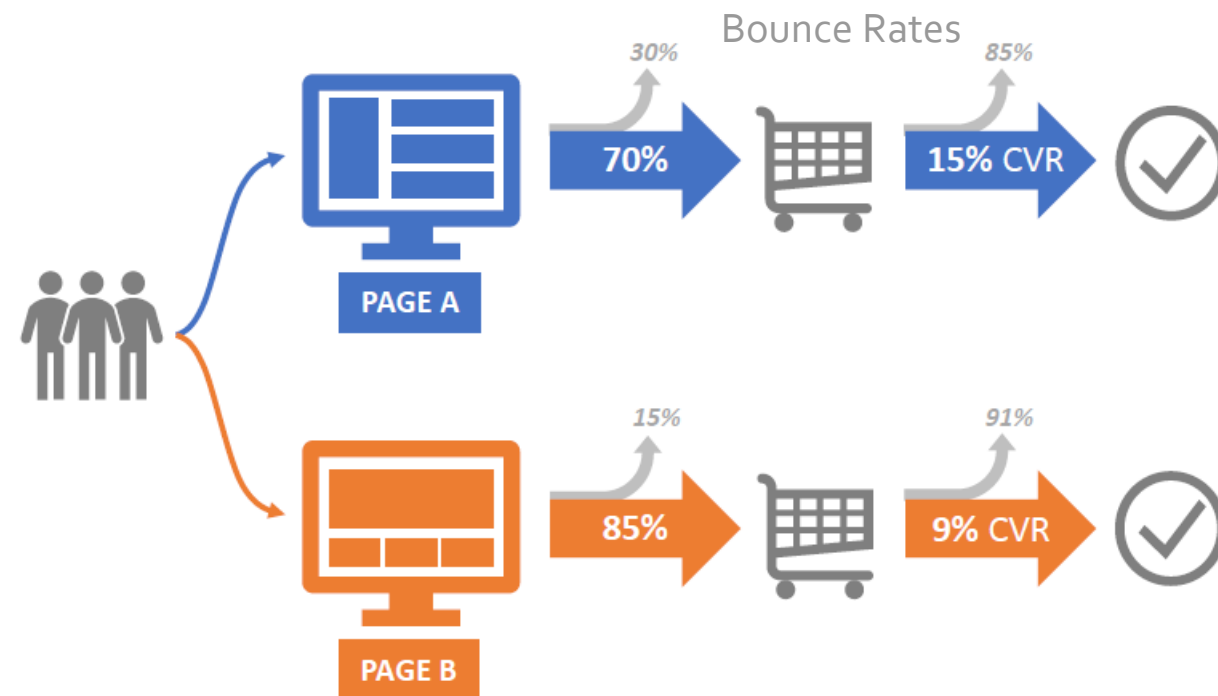 Bounce Rates
30%
85%
70%
15% CVR
PAGE A
15%
91%
85%
9% CVR
PAGE B